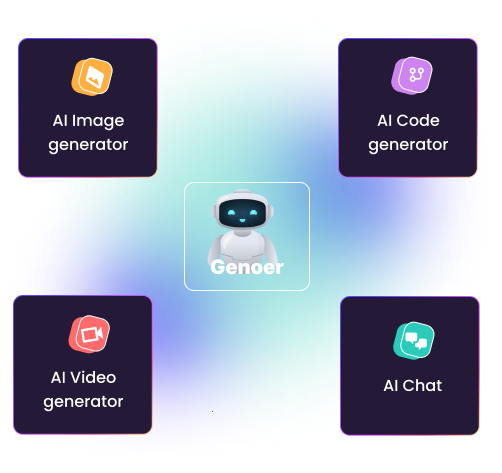 AI Image
generator
AI Code
generator
Genoer
AI Video
generator
AI Chat